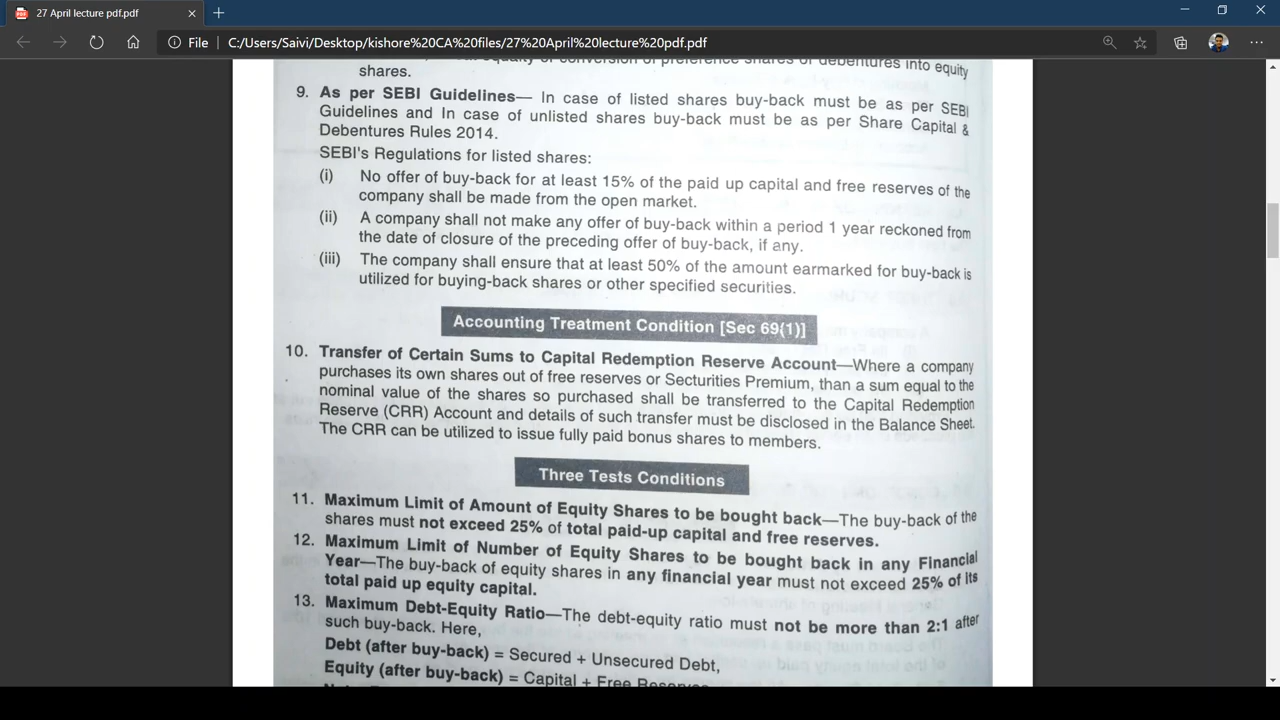 27 April lecture pdf.pdf
File
C:/Users/Saivi/Desktop/kishore%20CA%20files/27%20April%20lecture%20pdf.pdf
conversion of preference shares or debentures into equity
shares.
9. As per SEBI Guidelines— In case of listed shares buy-back must be as per SEBI
Guidelines and In case of unlisted shares buy-back must be as per Share Capital &
Debentures Rules 2014.
SEBI's Regulations for listed shares:
(i) No offer of buy-back for at least 15% of the paid up capital and free reserves of the
company shall be made from the open market.
(ii) A company shall not make any offer of buy-back within a period 1 year reckoned from
the date of closure of the preceding offer of buy-back, if any.
(iii) The company shall ensure that at least 50% of the amount earmarked for buy-back is
utilized for buying-back shares or other specified securities.
Accounting Treatment Condition [Sec 69(1)]
10. Transfer of Certain Sums to Capital Redemption Reserve Account—Where a company
purchases its own shares out of free reserves or Secturities Premium, than a sum equal to the
nominal value of the shares so purchased shall be transferred to the Capital Redemption
Reserve (CRR) Account and details of such transfer must be disclosed in the Balance Sheet.
The CRR can be utilized to issue fully paid bonus shares to members.
Three Tests Conditions
11. Maximum Limit of Amount of Equity Shares to be bought back—The buy-back of the
shares must not exceed 25% of total paid-up capital and free reserves.
12. Maximum Limit of Number of Equity Shares to be bought back in any Financial
Year—The buy-back of equity shares in any financial year must not exceed 25% of its
total paid up equity capital.
13. Maximum Debt-Equity Ratio—The debt-equity ratio must not be more than 2:1 after
such buy-back. Here,
Debt (after buy-back) = Secured + Unsecured Debt,
Equity (after buy-back) = Capital + Free Reserves